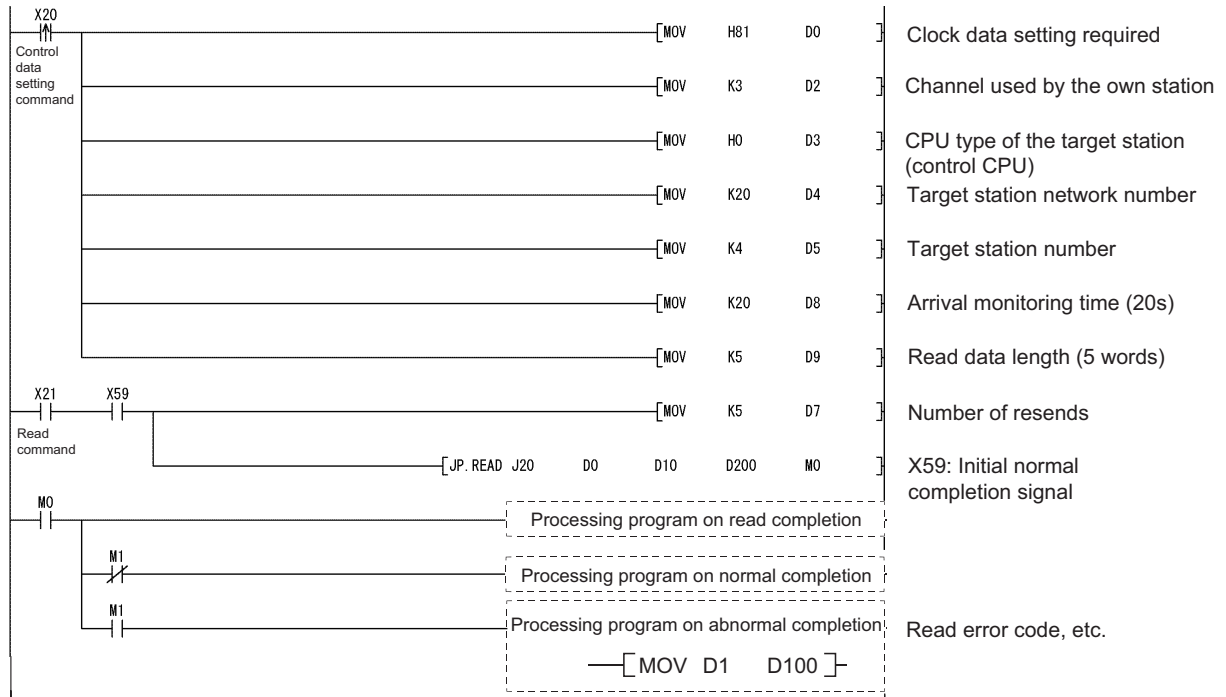 X20
Control
data
setting
command
MOV H81 D0 Clock data setting required
MOV K3 D2 Channel used by the own station
MOV H0 D3 CPU type of the target station
(control CPU)
MOV K20 D4 Target station network number
MOV K4 D5 Target station number
MOV K20 D8 Arrival monitoring time (20s)
MOV K5 D9 Read data length (5 words)
X21 X59
Read
command
MOV K5 D7 Number of resends
JP.READ J20 D0 D10 D200 M0 X59: Initial normal
completion signal
M0
Processing program on read completion
M1
Processing program on normal completion
M1
Processing program on abnormal completion Read error code, etc.
MOV D1 D100